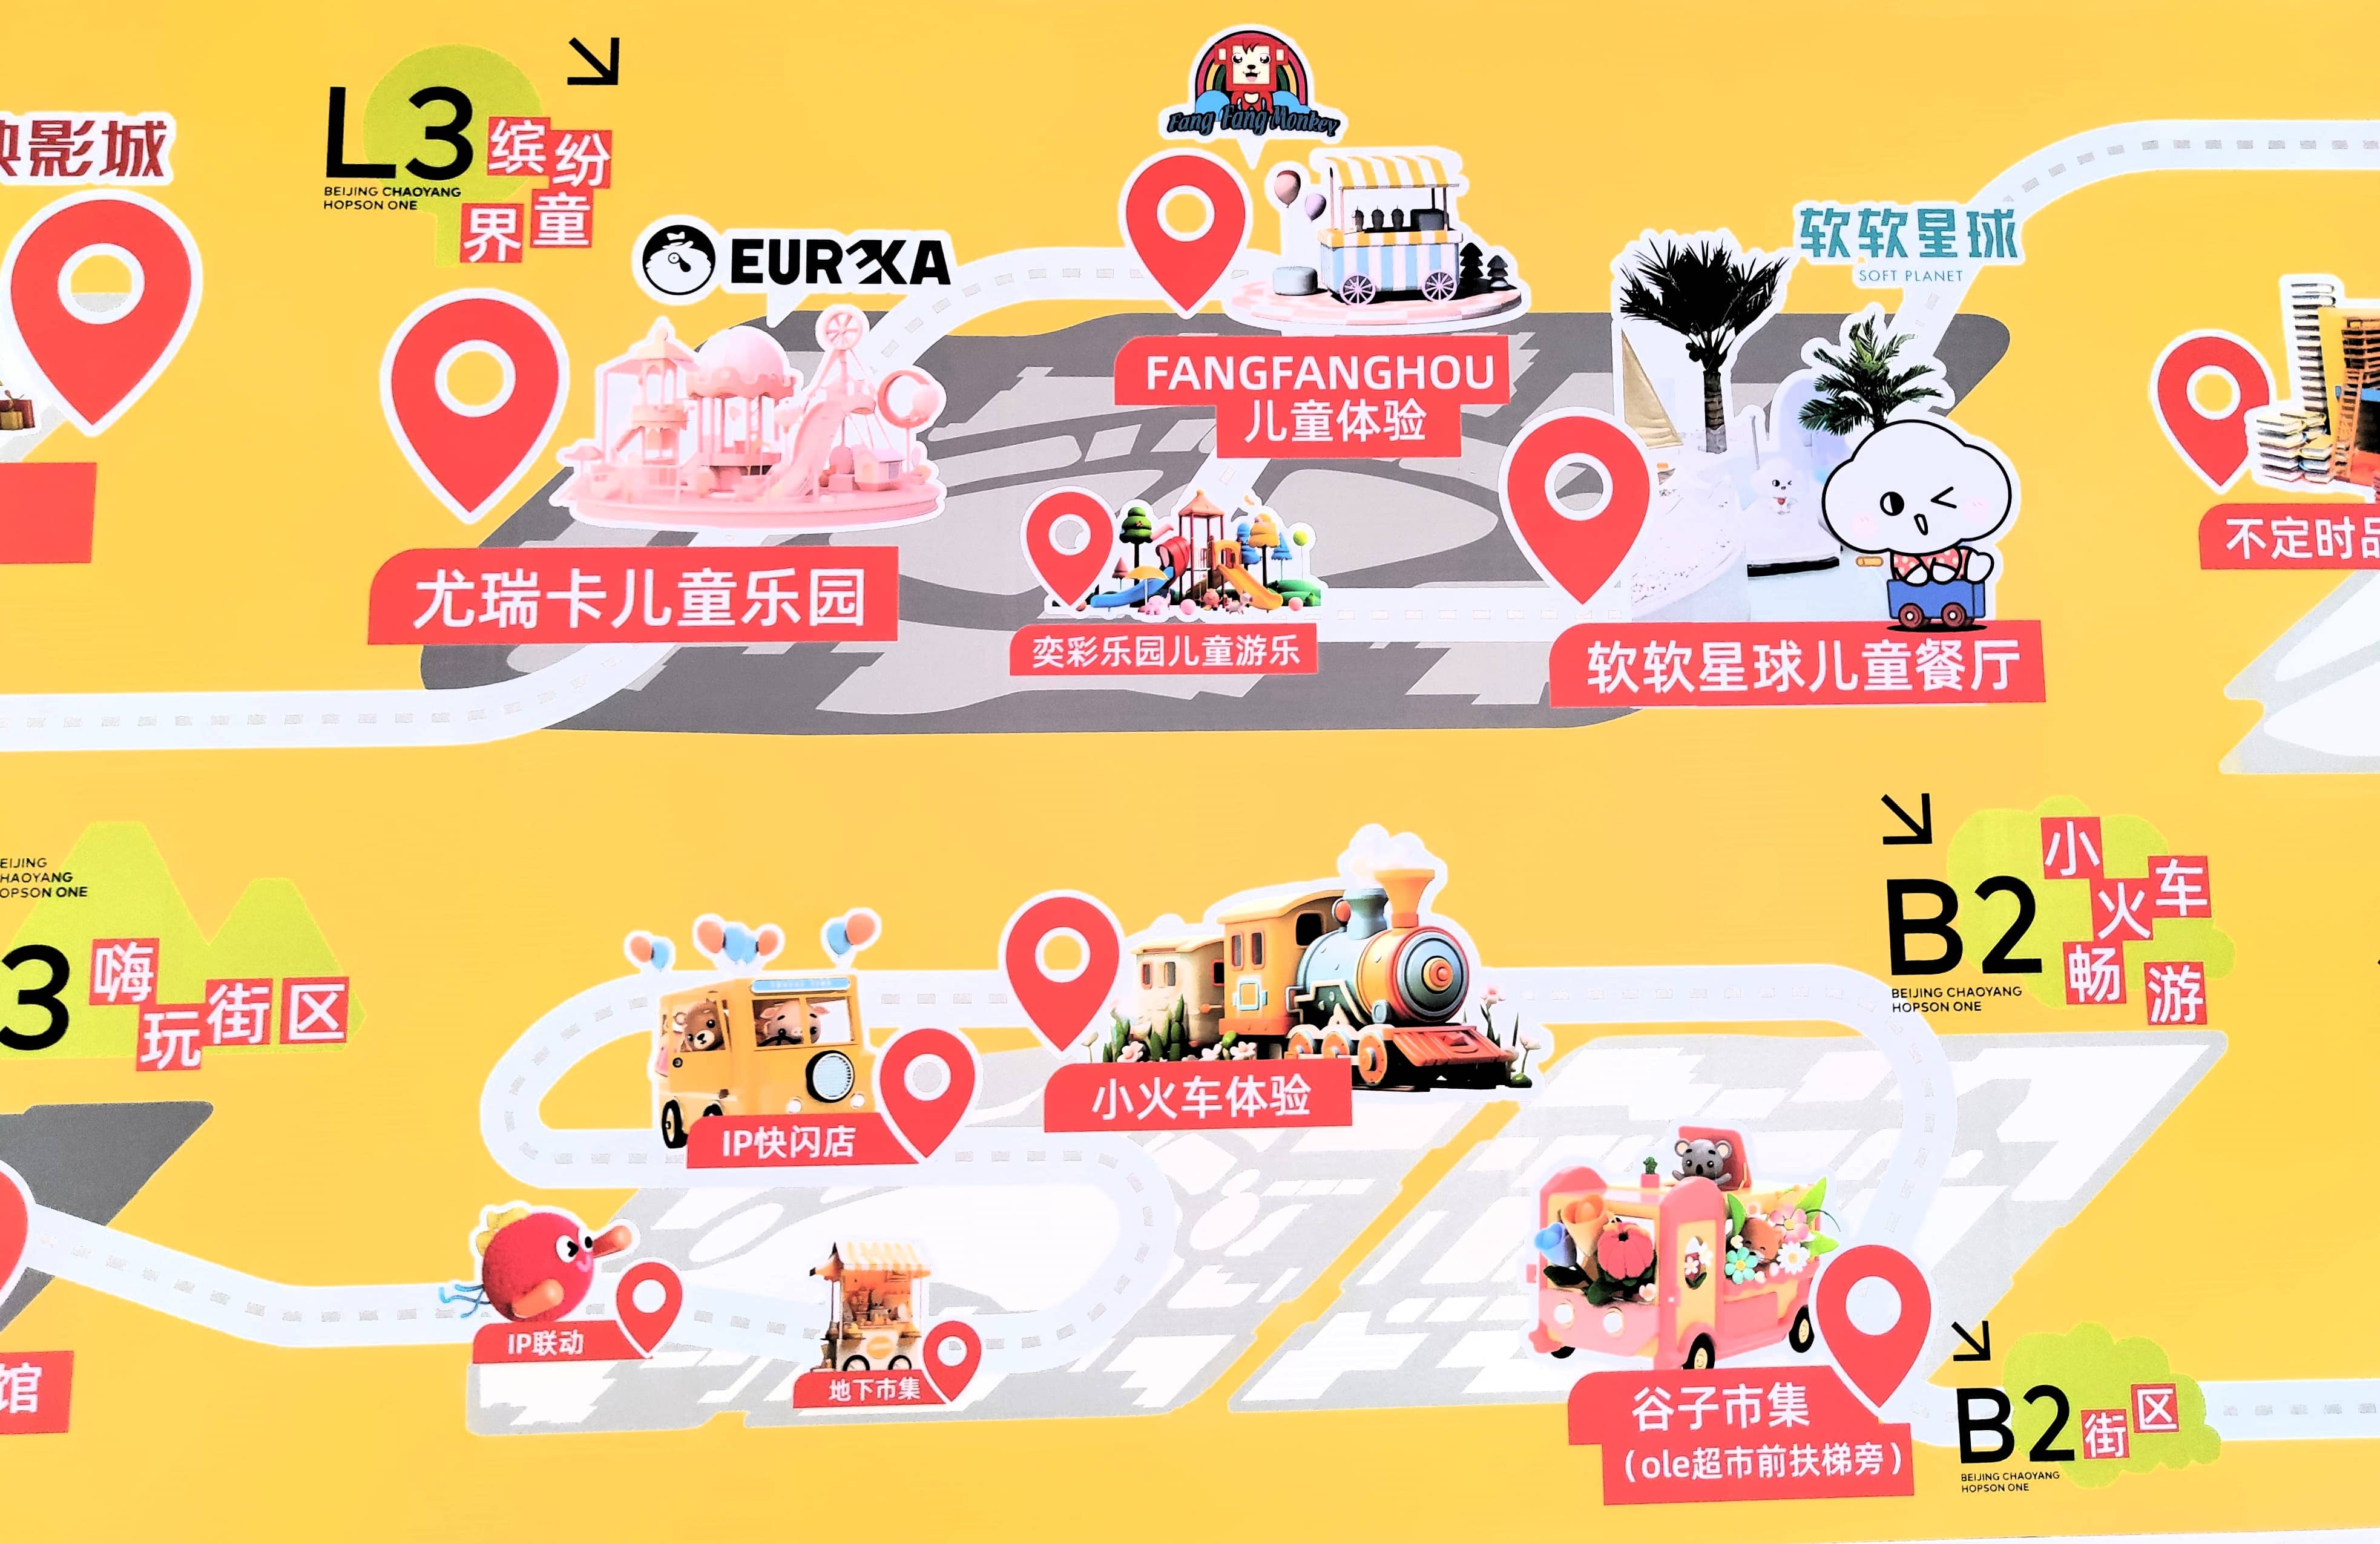 影城
L3
缤纷
童
界
BEIJING CHAOYANG
HOPSON ONE
EURKA
尤瑞卡儿童乐园
Fang Fang Monkey
FANGFANGHOU
儿童体验
奕彩乐园儿童游乐
软软星球
SOFT PLANET
软软星球儿童餐厅
不定时品
EIJING
HAOYANG
OPSON ONE
3
嗨
玩街区
馆
IP快闪店
小火车体验
IP联动
地下市集
B2
小
火车
畅
游
BEIJING CHAOYANG
HOPSON ONE
谷子市集
（ole超市前扶梯旁）
B2
街区
BEIJING CHAOYANG
HOPSON ONE